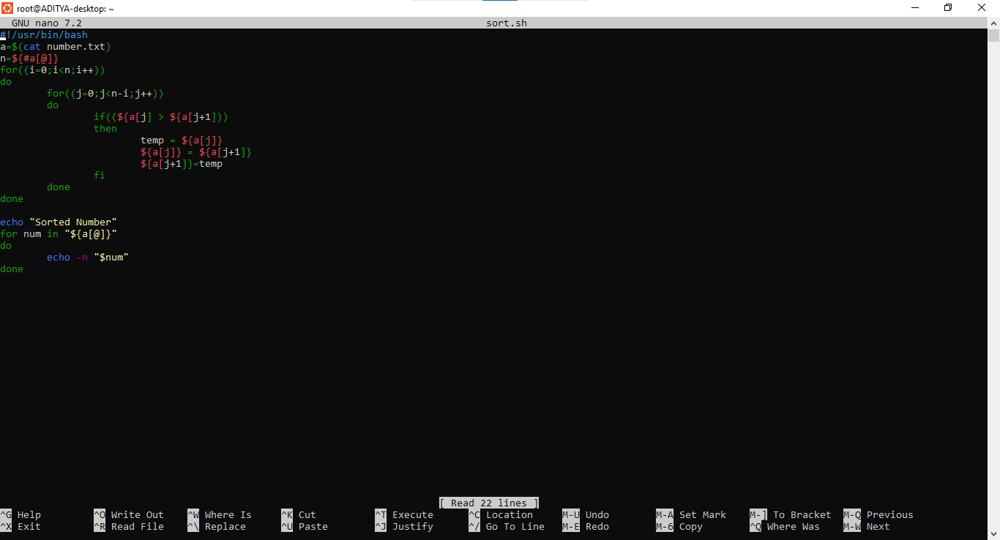 root@ADITYA-desktop: ~
GNU nano 7.2 sort.sh
#!/usr/bin/bash
a=$(cat number.txt)
n=${#a[@]}
for((i=0;i<n;i++))
do
for((j=0;j<n-i;j++))
do
if((${a[j] > ${a[j+1]))
then
temp = ${a[j]}
${a[j]} = ${a[j+1]}
${a[j+1]}=temp
fi
done
done
echo "Sorted Number"
for num in "${a[@]}"
do
echo -n "$num"
done
[ Read 22 lines ]
^G Help ^O Write Out ^W Where Is ^K Cut ^T Execute ^C Location M-U Undo M-A Set Mark M-] To Bracket M-Q Previous
^X Exit ^R Read File ^\ Replace ^U Paste ^J Justify ^/ Go To Line M-E Redo M-6 Copy ^Q Where Was M-W Next